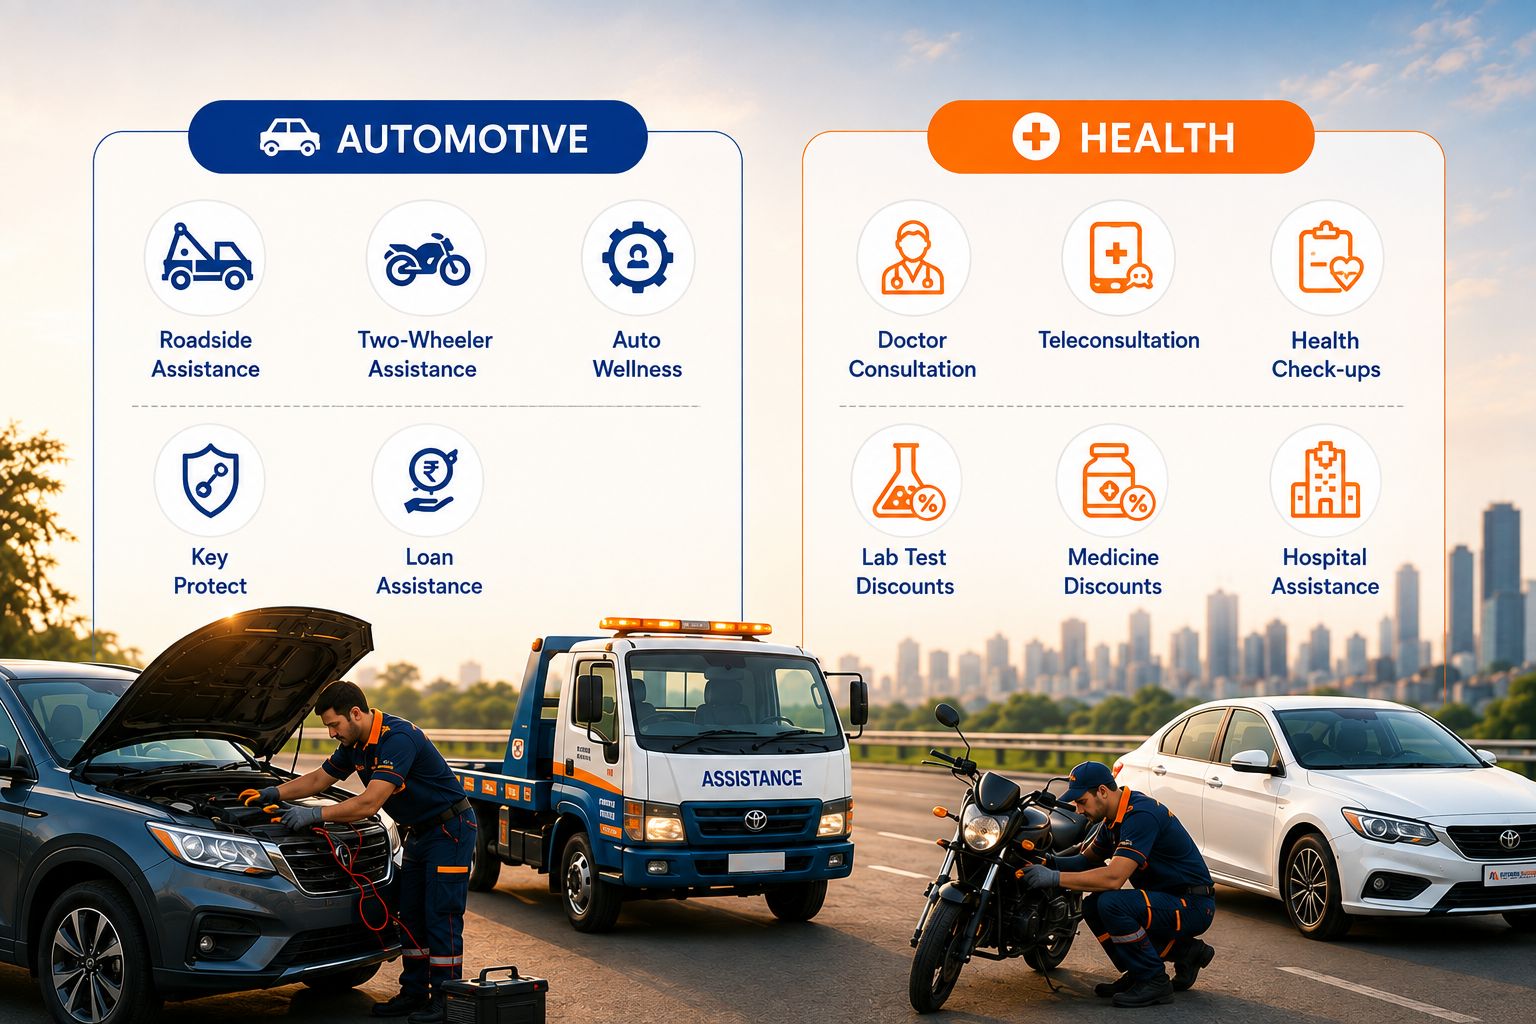 AUTOMOTIVE
Roadside
Assistance
Two-Wheeler
Assistance
Auto
Wellness
Key
Protect
Loan
Assistance
HEALTH
Doctor
Consultation
Teleconsultation
Health
Check-ups
Lab Test
Discounts
Medicine
Discounts
Hospital
Assistance
₹
%
%
ASSISTANCE